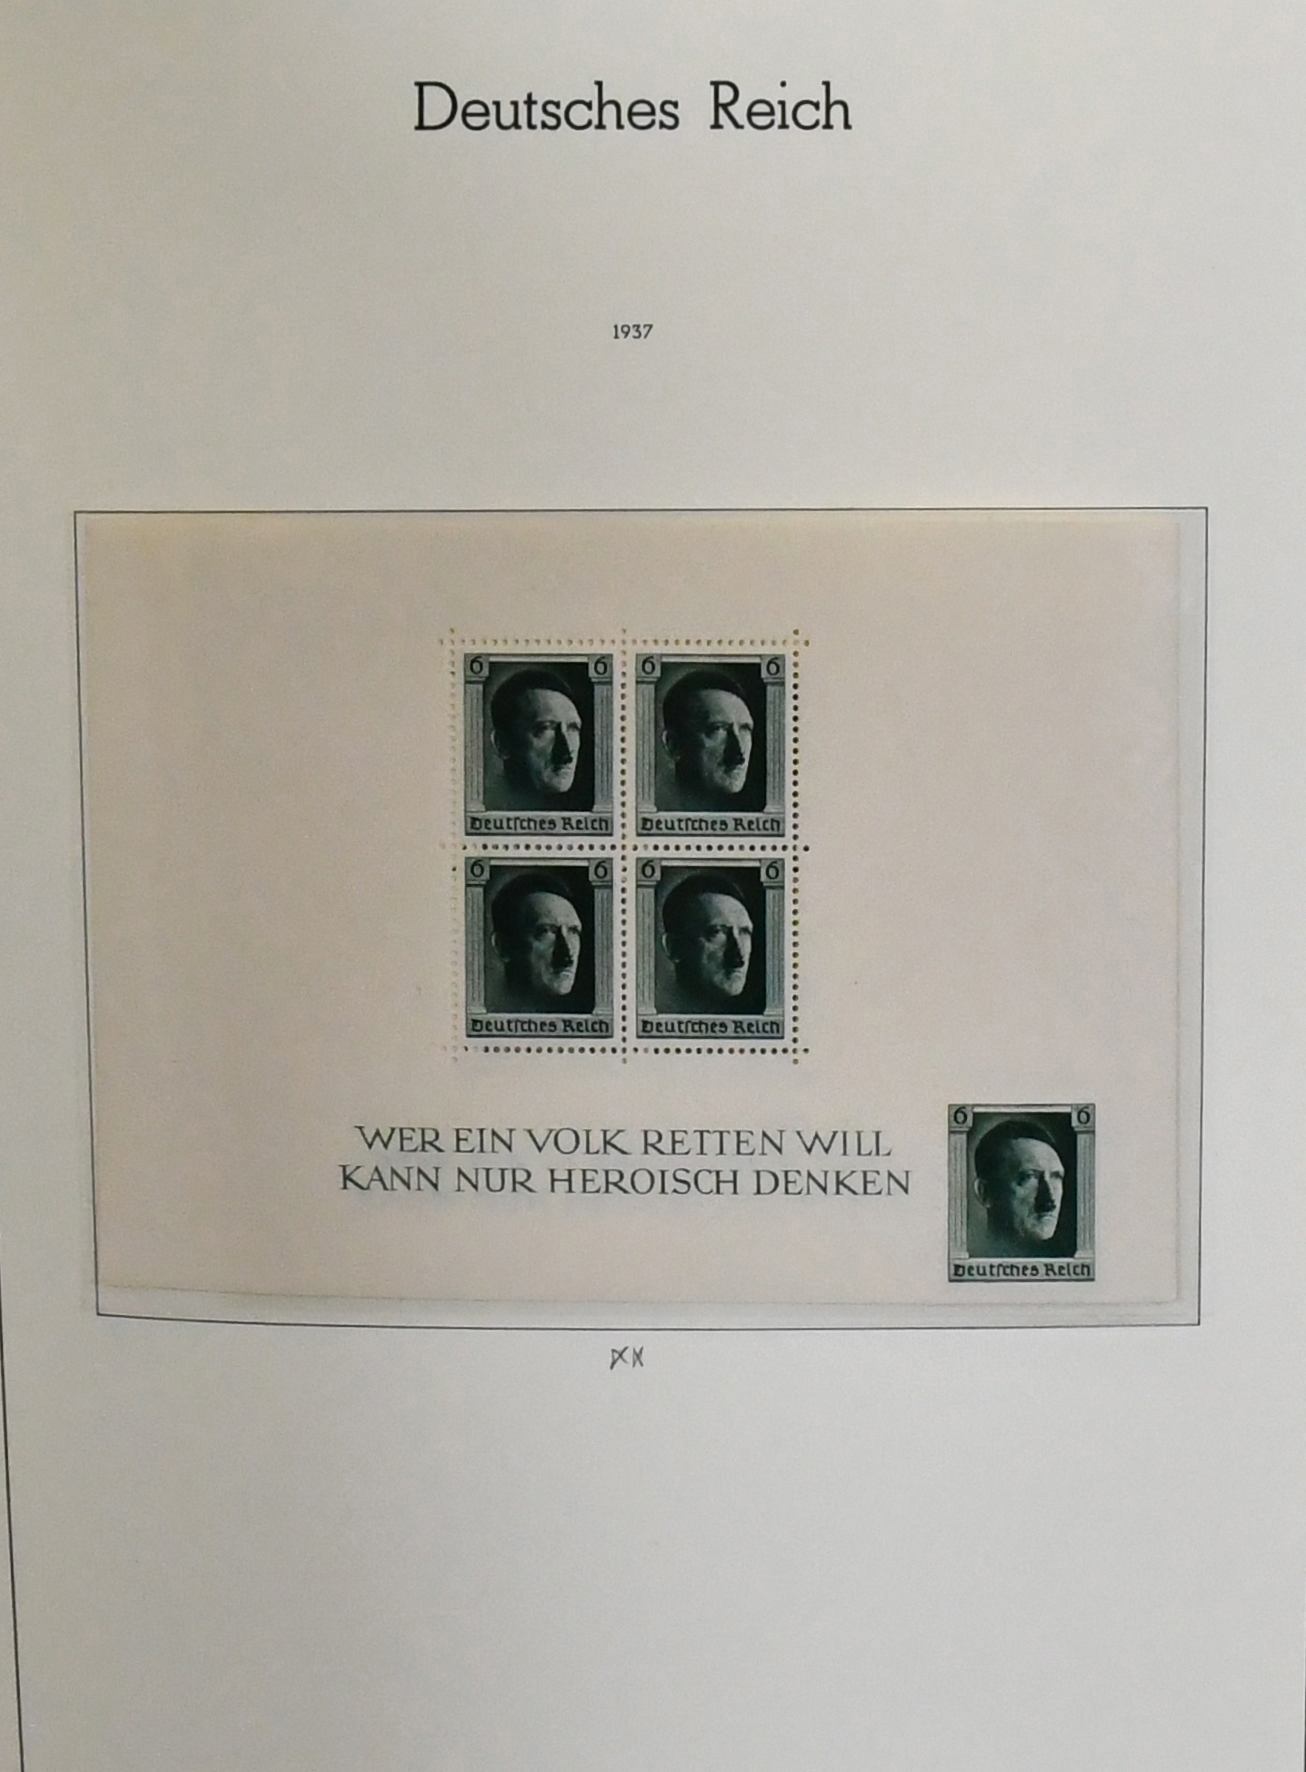 Deutsches Reich
1937
6 6 6 6
Deutsches Reich Deutsches Reich
6 6 6 6
Deutsches Reich Deutsches Reich
WER EIN VOLK RETTEN WILL
KANN NUR HEROISCH DENKEN
6 6
Deutsches Reich